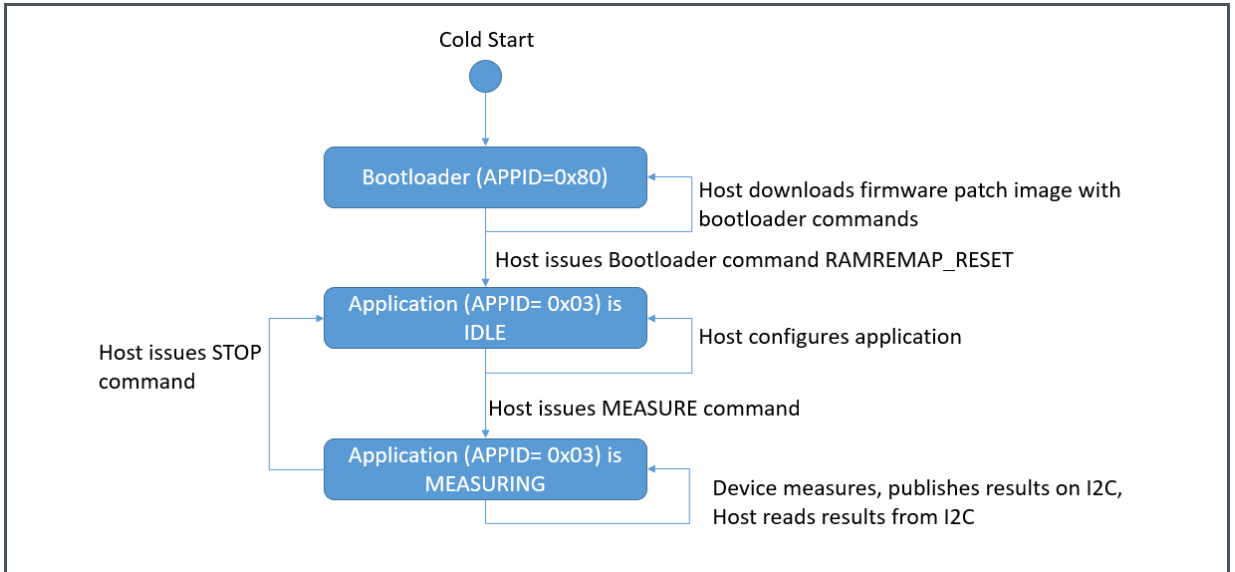 Cold Start
Bootloader (APPID=0x80)
Host downloads firmware patch image with
bootloader commands
Host issues Bootloader command RAMREMAP_RESET
Application (APPID= 0x03) is
IDLE
Host configures application
Host issues STOP
command
Host issues MEASURE command
Application (APPID= 0x03) is
MEASURING
Device measures, publishes results on I2C,
Host reads results from I2C